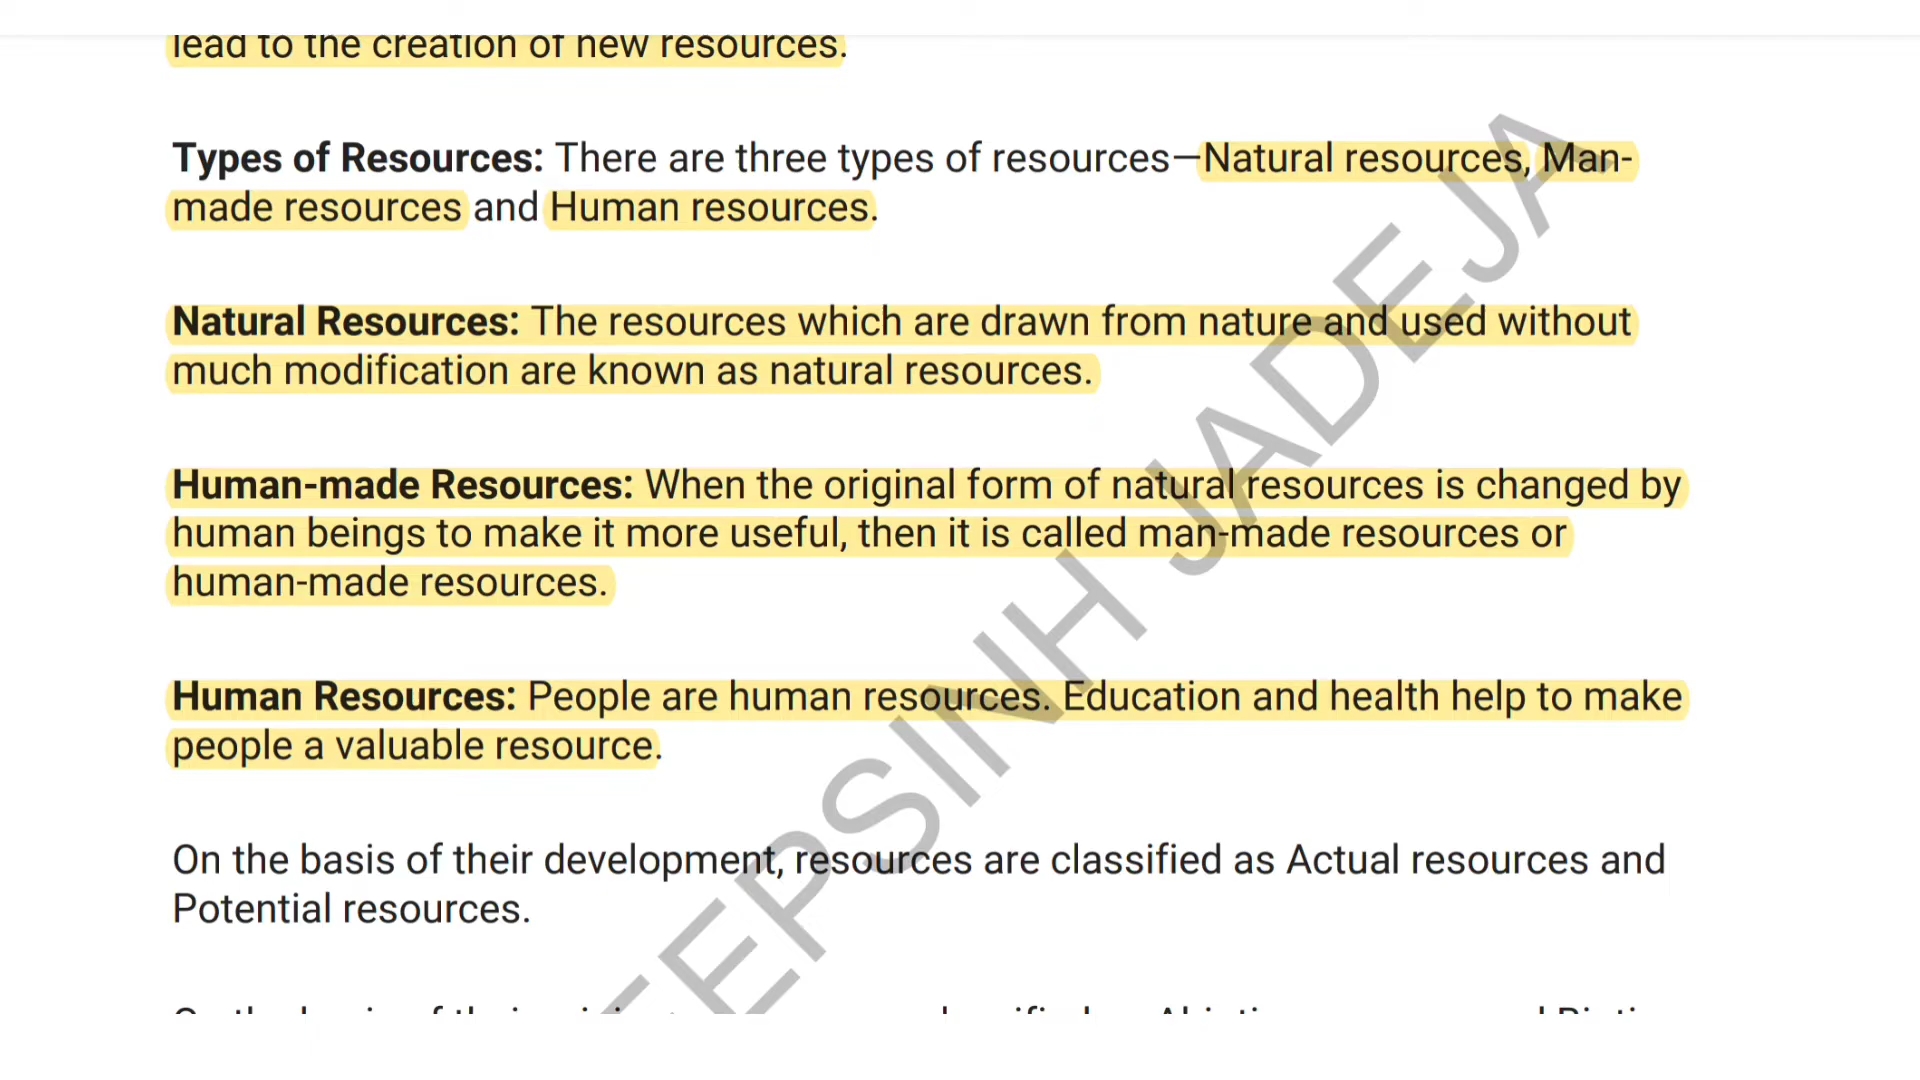 lead to the creation of new resources.
Types of Resources: There are three types of resources—Natural resources, Man-
made resources and Human resources.
Natural Resources: The resources which are drawn from nature and used without
much modification are known as natural resources.
Human-made Resources: When the original form of natural resources is changed by
human beings to make it more useful, then it is called man-made resources or
human-made resources.
Human Resources: People are human resources. Education and health help to make
people a valuable resource.
On the basis of their development, resources are classified as Actual resources and
Potential resources.
EEPSINH JADEJA